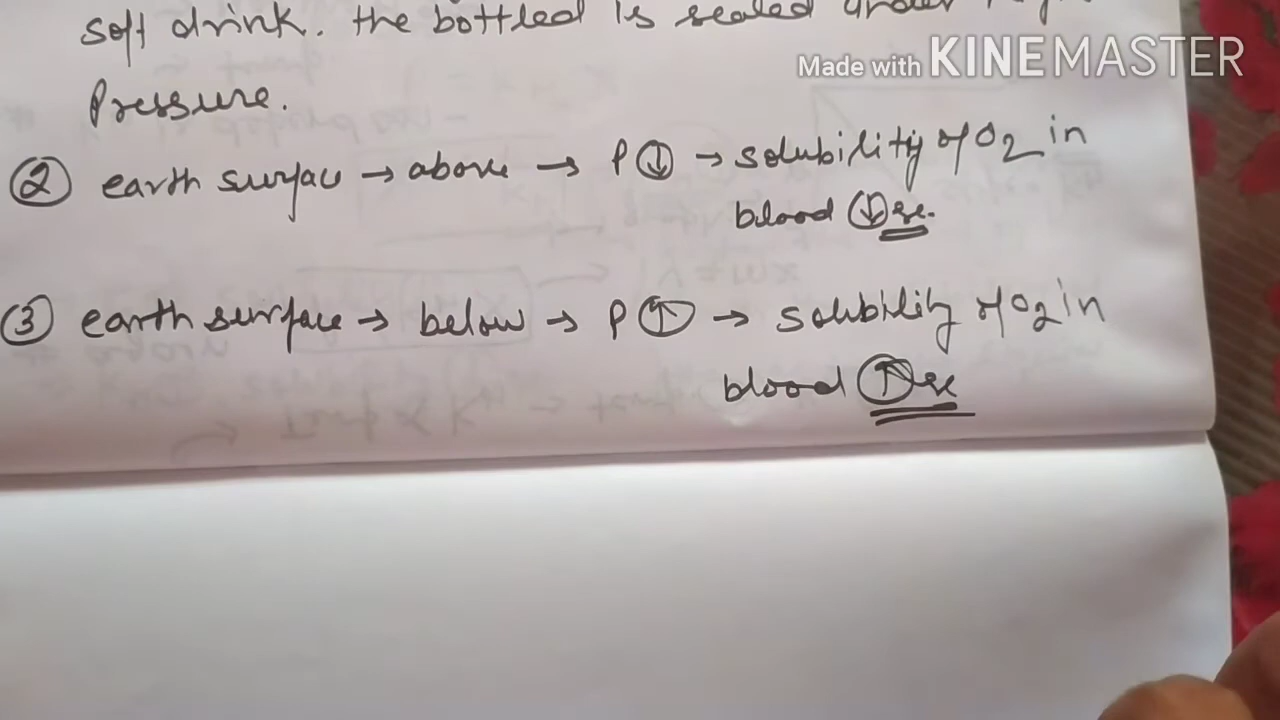 soft drink. the bottled is sealed under
Made with KINEMASTER
Pressure.
② earth surface → above → P ↓ → solubility of O2 in
blood ↓se.
③ earth surface → below → P ↑ → solubility of O2 in
blood ↑se